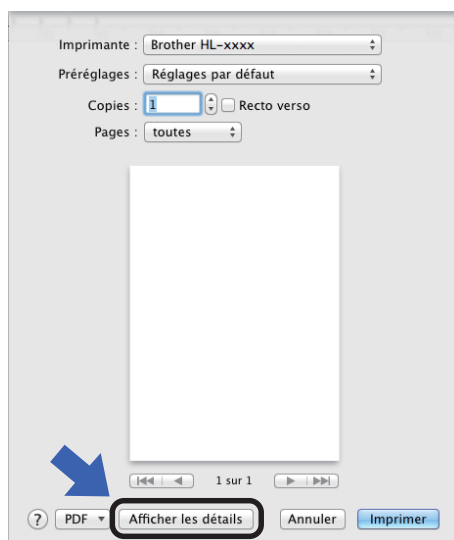 Imprimante : Brother HL-xxxx
Préréglages : Réglages par défaut
Copies : 1 Recto verso
Pages : toutes
1 sur 1
? PDF Afficher les détails Annuler Imprimer